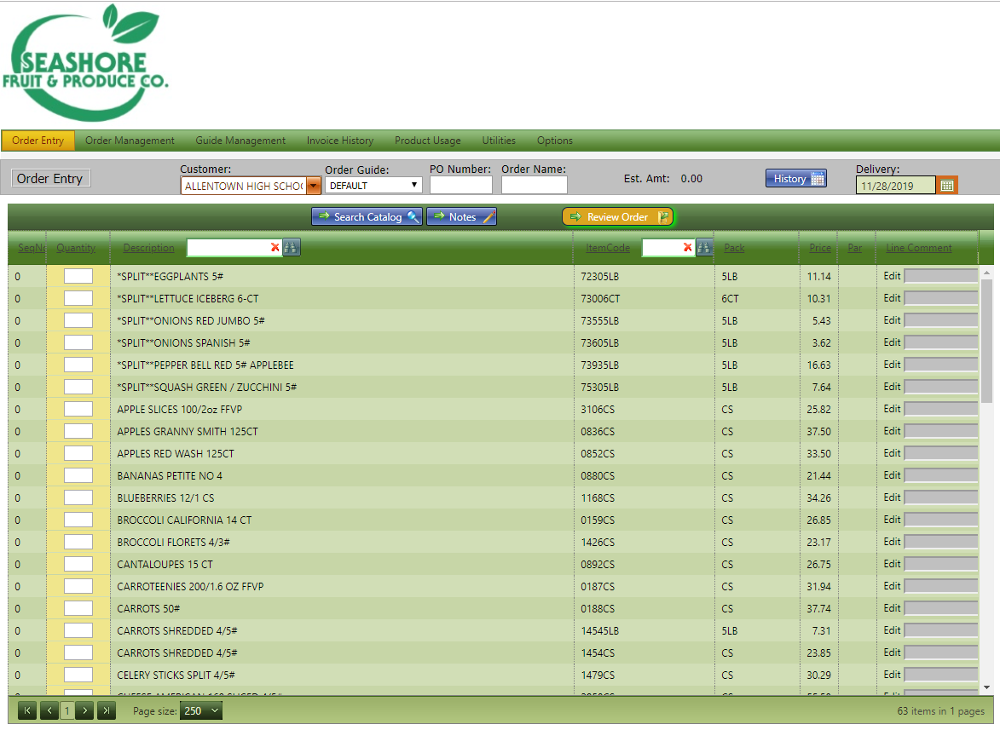 SEASHORE
FRUIT & PRODUCE CO.
Order Entry Order Management Guide Management Invoice History Product Usage Utilities Options
Order Entry
Customer: Order Guide: PO Number: Order Name: Delivery:
ALLENTOWN HIGH SCHOO DEFAULT Est. Amt: 0.00 History 11/28/2019
Search Catalog Notes Review Order
SeqNo Quantity Description ItemCode Pack Price Par Line Comment
0 *SPLIT**EGGPLANTS 5# 72305LB 5LB 11.14 Edit
0 *SPLIT**LETTUCE ICEBERG 6-CT 73006CT 6CT 10.31 Edit
0 *SPLIT**ONIONS RED JUMBO 5# 73555LB 5LB 5.43 Edit
0 *SPLIT**ONIONS SPANISH 5# 73605LB 5LB 3.62 Edit
0 *SPLIT**PEPPER BELL RED 5# APPLEBEE 73935LB 5LB 16.63 Edit
0 *SPLIT**SQUASH GREEN / ZUCCHINI 5# 75305LB 5LB 7.64 Edit
0 APPLE SLICES 100/2oz FFVP 3106CS CS 25.82 Edit
0 APPLES GRANNY SMITH 125CT 0836CS CS 37.50 Edit
0 APPLES RED WASH 125CT 0852CS CS 33.50 Edit
0 BANANAS PETITE NO 4 0880CS CS 21.44 Edit
0 BLUEBERRIES 12/1 CS 1168CS CS 34.26 Edit
0 BROCCOLI CALIFORNIA 14 CT 0159CS CS 26.85 Edit
0 BROCCOLI FLORETS 4/3# 1426CS CS 23.17 Edit
0 CANTALOUPES 15 CT 0892CS CS 26.75 Edit
0 CARROTEENIES 200/1.6 OZ FFVP 0187CS CS 31.94 Edit
0 CARROTS 50# 0188CS CS 37.74 Edit
0 CARROTS SHREDDED 4/5# 14545LB 5LB 7.31 Edit
0 CARROTS SHREDDED 4/5# 1454CS CS 23.85 Edit
0 CELERY STICKS SPLIT 4/5# 1479CS CS 30.29 Edit
1 Page size: 250 63 items in 1 pages